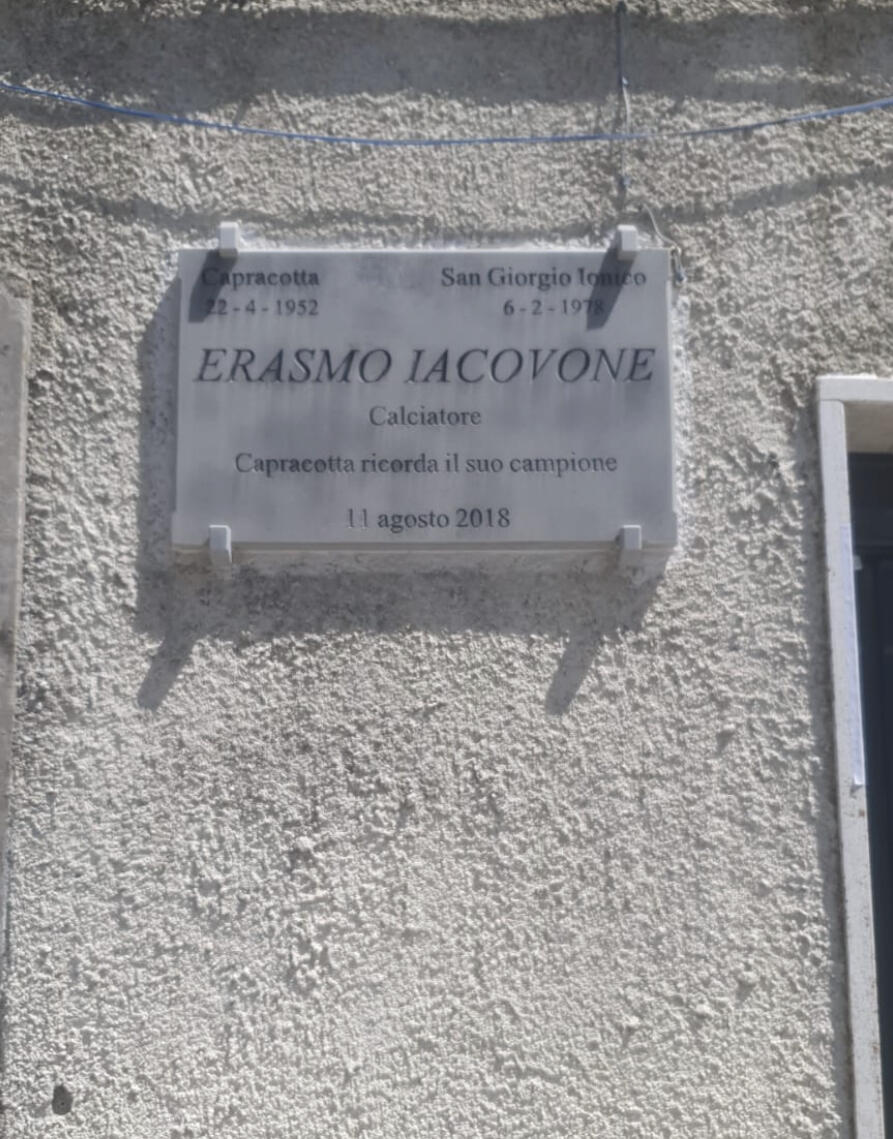 Capracotta San Giorgio Ionico
22 - 4 - 1952 6 - 2 - 1978
ERASMO IACOVONE
Calciatore
Capracotta ricorda il suo campione
11 agosto 2018